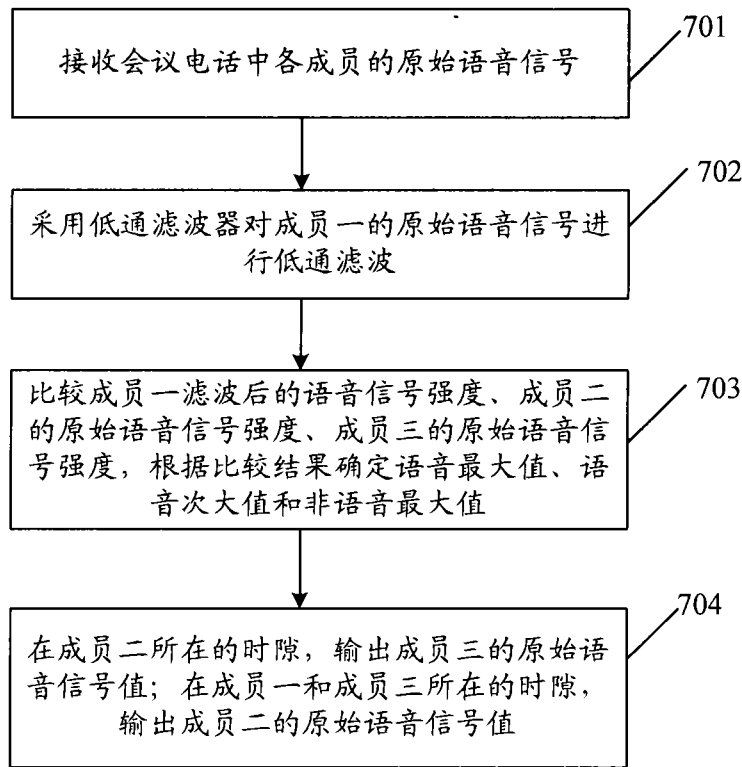 接收会议电话中各成员的原始语音信号
701
采用低通滤波器对成员一的原始语音信号进
行低通滤波
702
比较成员一滤波后的语音信号强度、成员二
的原始语音信号强度、成员三的原始语音信
号强度，根据比较结果确定语音最大值、语
音次大值和非语音最大值
703
在成员二所在的时隙，输出成员三的原始语
音信号值；在成员一和成员三所在的时隙，
输出成员二的原始语音信号值
704